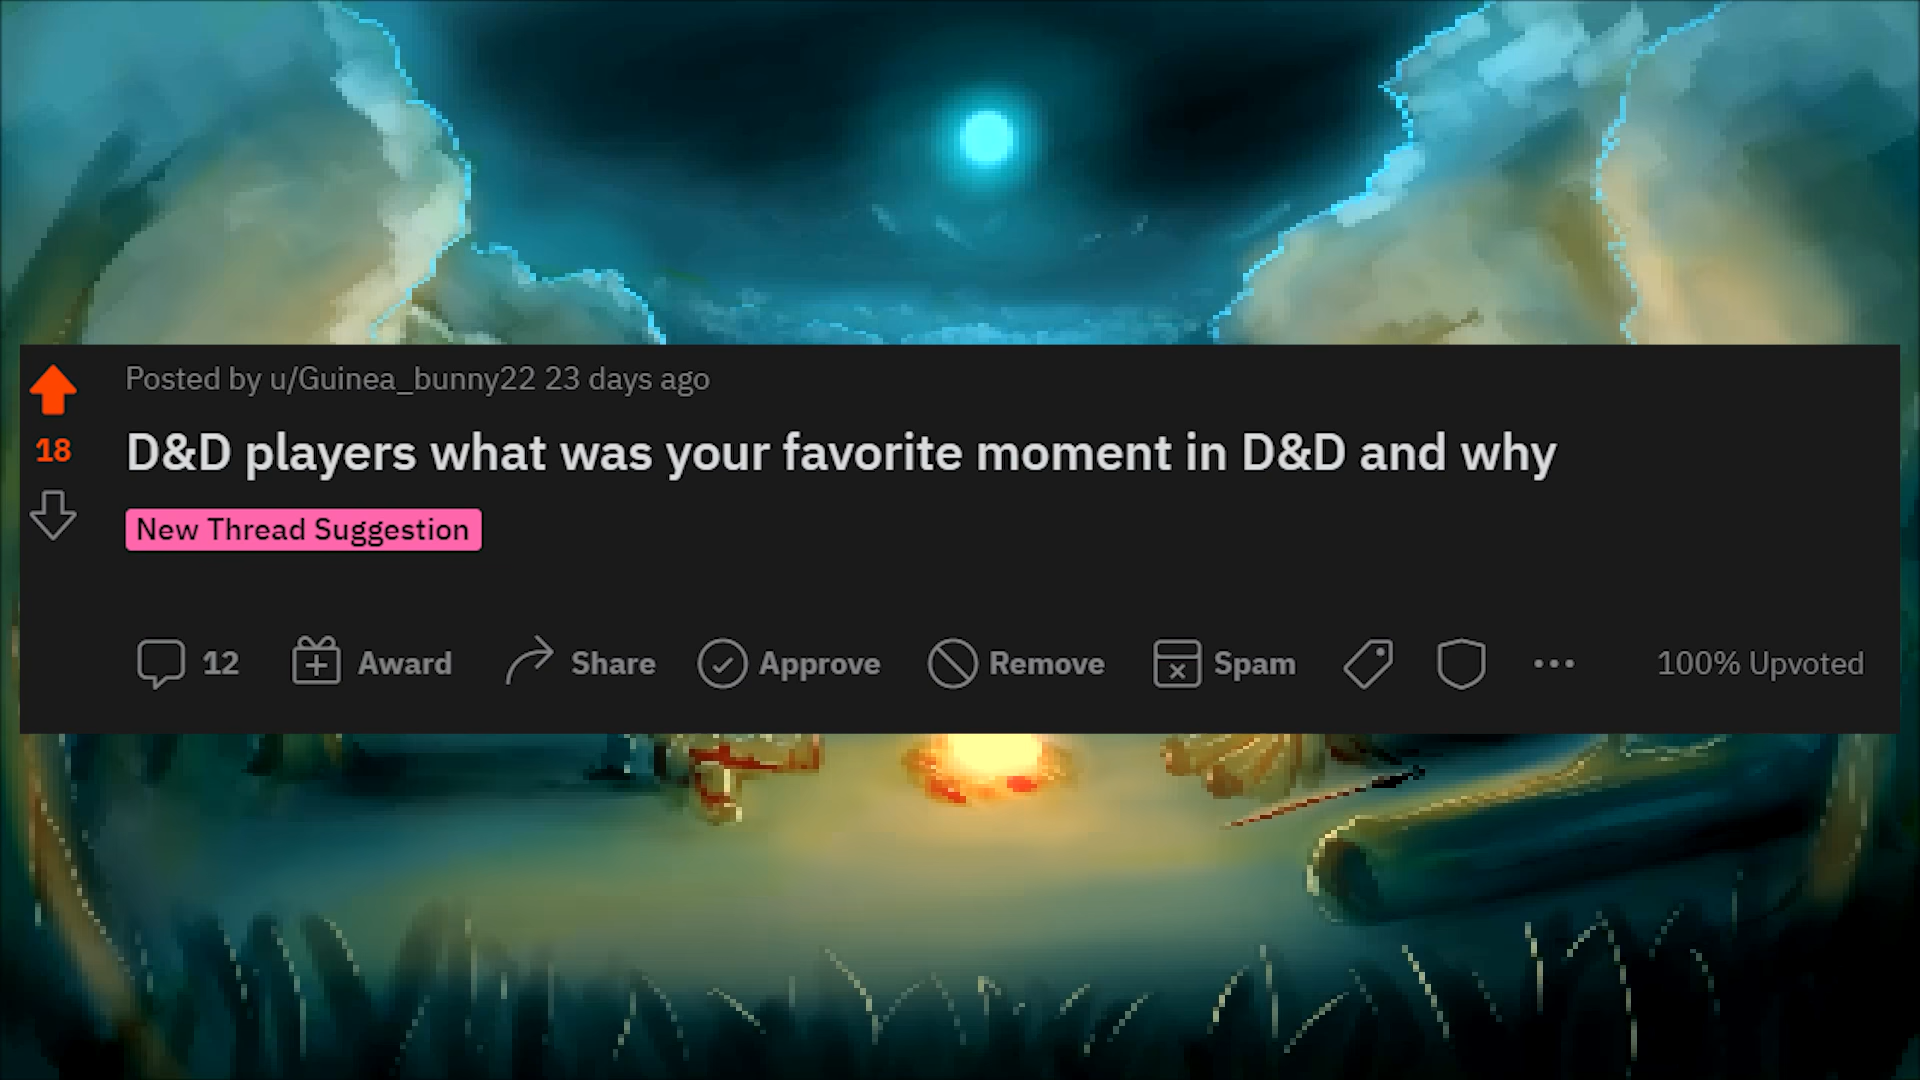 Posted by u/Guinea_bunny22 23 days ago
18
D&D players what was your favorite moment in D&D and why
New Thread Suggestion
12 Award Share Approve Remove Spam 100% Upvoted